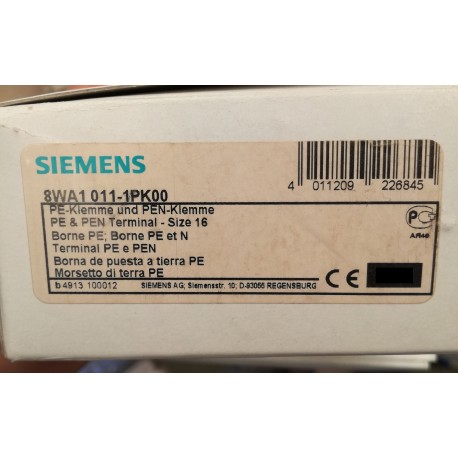 SIEMENS
8WA1 011-1PK00
PE-Klemme und PEN-Klemme
PE & PEN Terminal - Size 16
Borne PE; Borne PE et N
Terminal PE e PEN
Borna de puesta a tierra PE
Morsetto di terra PE
b 4913 100012 SIEMENS AG; Siemensstr. 10; D-93055 REGENSBURG
4 011209 226845
PC
CE